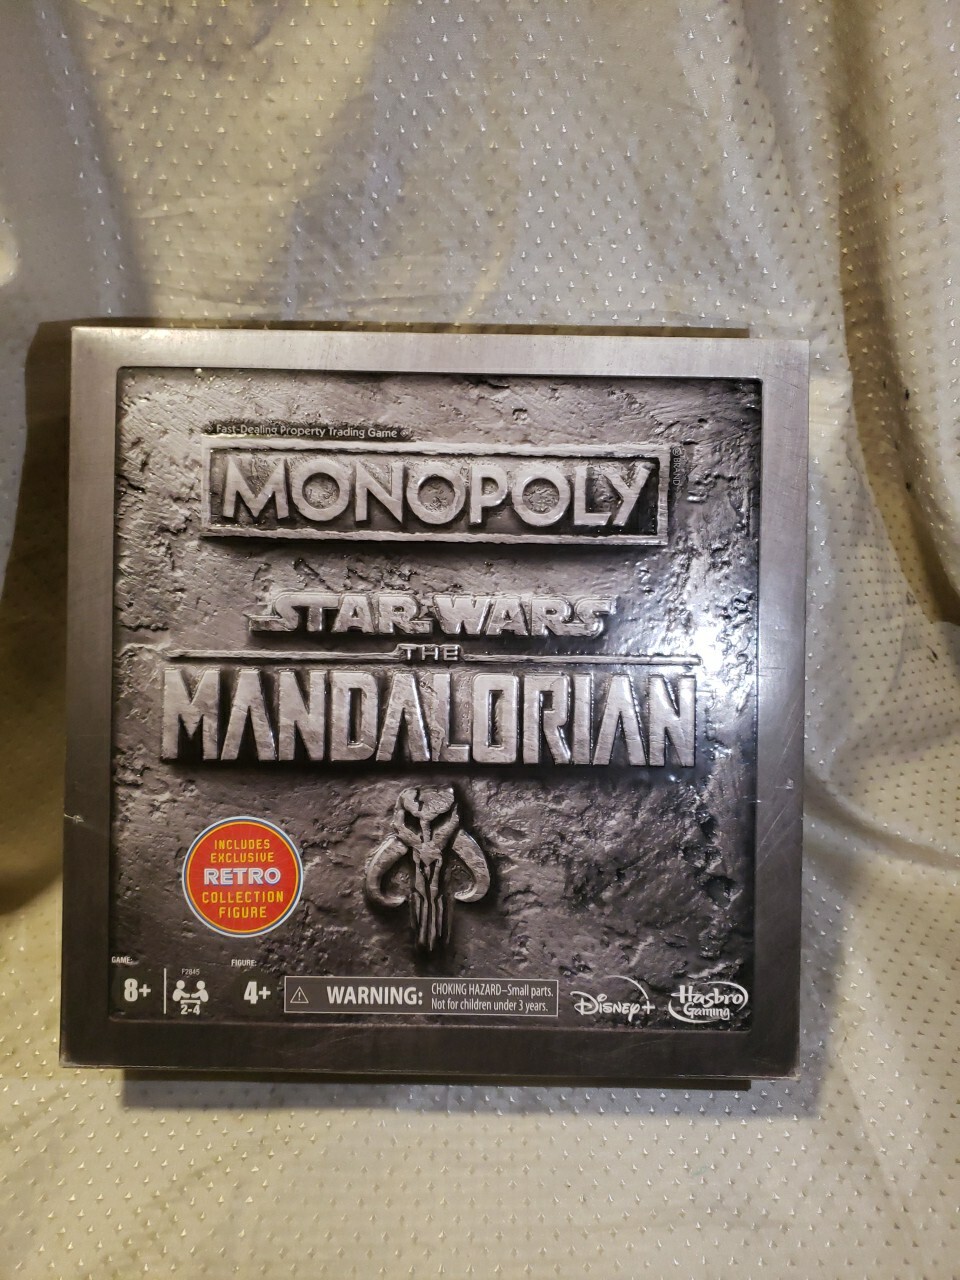 Fast-Dealing Property Trading Game ®
MONOPOLY
® BRAND
STAR WARS
THE
MANDALORIAN
INCLUDES
EXCLUSIVE
RETRO
COLLECTION
FIGURE
GAME:
8+
F2845
2-4
FIGURE:
4+
WARNING:
CHOKING HAZARD–Small parts.
Not for children under 3 years.
Disney+
Hasbro
Gaming